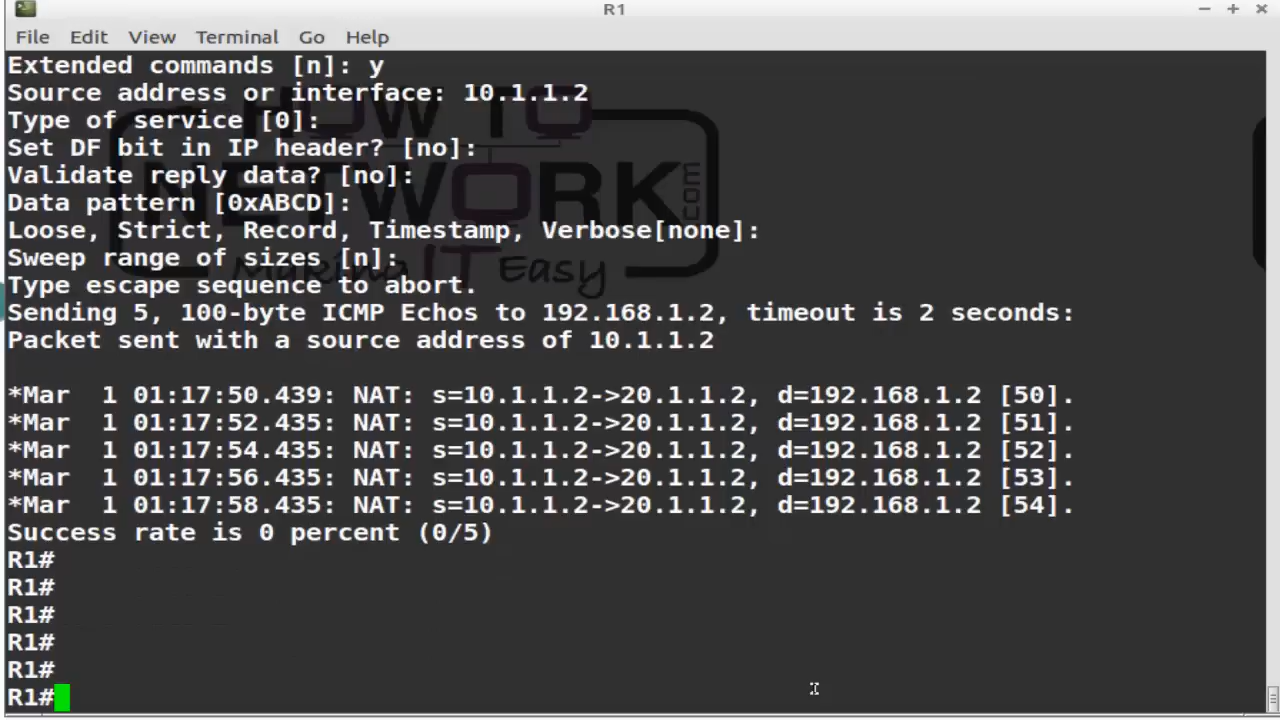 R1
File Edit View Terminal Go Help
Extended commands [n]: y
Source address or interface: 10.1.1.2
Type of service [0]:
Set DF bit in IP header? [no]:
Validate reply data? [no]:
Data pattern [0xABCD]:
Loose, Strict, Record, Timestamp, Verbose[none]:
Sweep range of sizes [n]:
Type escape sequence to abort.
Sending 5, 100-byte ICMP Echos to 192.168.1.2, timeout is 2 seconds:
Packet sent with a source address of 10.1.1.2
*Mar  1 01:17:50.439: NAT: s=10.1.1.2->20.1.1.2, d=192.168.1.2 [50].
*Mar  1 01:17:52.435: NAT: s=10.1.1.2->20.1.1.2, d=192.168.1.2 [51].
*Mar  1 01:17:54.435: NAT: s=10.1.1.2->20.1.1.2, d=192.168.1.2 [52].
*Mar  1 01:17:56.435: NAT: s=10.1.1.2->20.1.1.2, d=192.168.1.2 [53].
*Mar  1 01:17:58.435: NAT: s=10.1.1.2->20.1.1.2, d=192.168.1.2 [54].
Success rate is 0 percent (0/5)
R1#
R1#
R1#
R1#
R1#
R1#
HOW TO
NETWORK.com
Making IT Easy